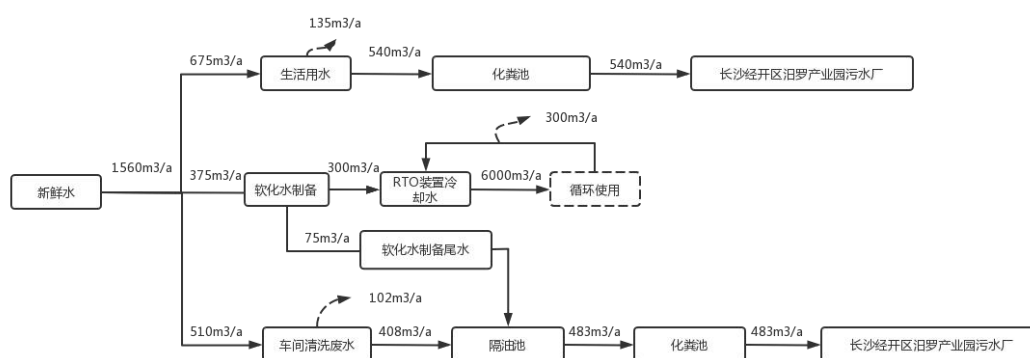 135m3/a
675m3/a
生活用水
540m3/a
化粪池
540m3/a
长沙经开区汨罗产业园污水厂
300m3/a
新鲜水
1560m3/a
375m3/a
软化水制备
300m3/a
RTO装置冷
却水
6000m3/a
循环使用
75m3/a
软化水制备尾水
102m3/a
510m3/a
车间清洗废水
408m3/a
隔油池
483m3/a
化粪池
483m3/a
长沙经开区汨罗产业园污水厂